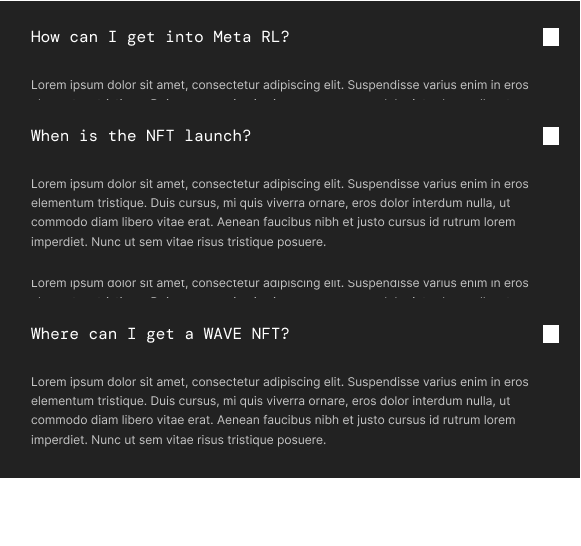 How can I get into Meta RL?
Lorem ipsum dolor sit amet, consectetur adipiscing elit. Suspendisse varius enim in eros
When is the NFT launch?
Lorem ipsum dolor sit amet, consectetur adipiscing elit. Suspendisse varius enim in eros
elementum tristique. Duis cursus, mi quis viverra ornare, eros dolor interdum nulla, ut
commodo diam libero vitae erat. Aenean faucibus nibh et justo cursus id rutrum lorem
imperdiet. Nunc ut sem vitae risus tristique posuere.
Lorem ipsum dolor sit amet, consectetur adipiscing elit. Suspendisse varius enim in eros
Where can I get a WAVE NFT?
Lorem ipsum dolor sit amet, consectetur adipiscing elit. Suspendisse varius enim in eros
elementum tristique. Duis cursus, mi quis viverra ornare, eros dolor interdum nulla, ut
commodo diam libero vitae erat. Aenean faucibus nibh et justo cursus id rutrum lorem
imperdiet. Nunc ut sem vitae risus tristique posuere.